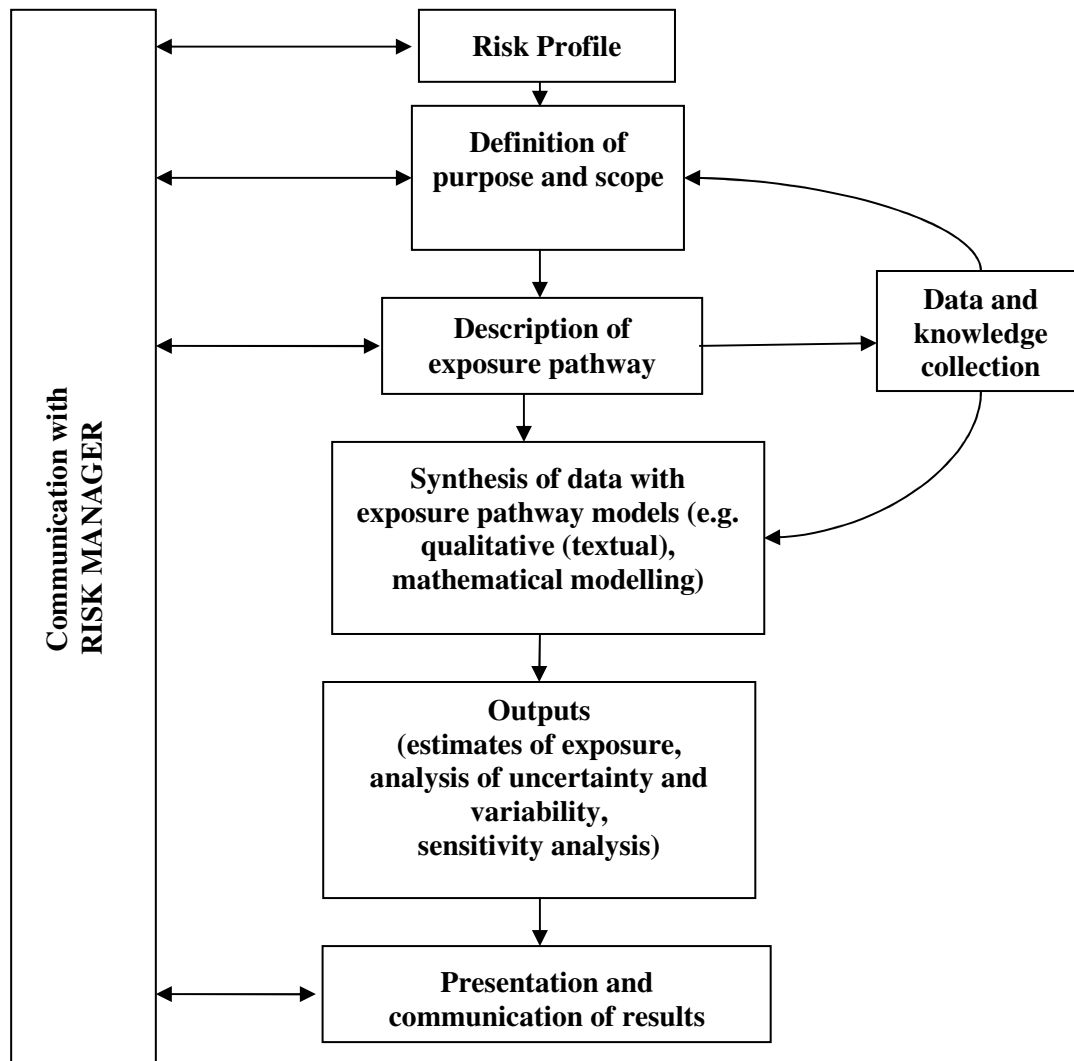 Communication with
RISK MANAGER
Risk Profile
Definition of
purpose and scope
Description of
exposure pathway
Data and
knowledge
collection
Synthesis of data with
exposure pathway models (e.g.
qualitative (textual),
mathematical modelling)
Outputs
(estimates of exposure,
analysis of uncertainty and
variability,
sensitivity analysis)
Presentation and
communication of results